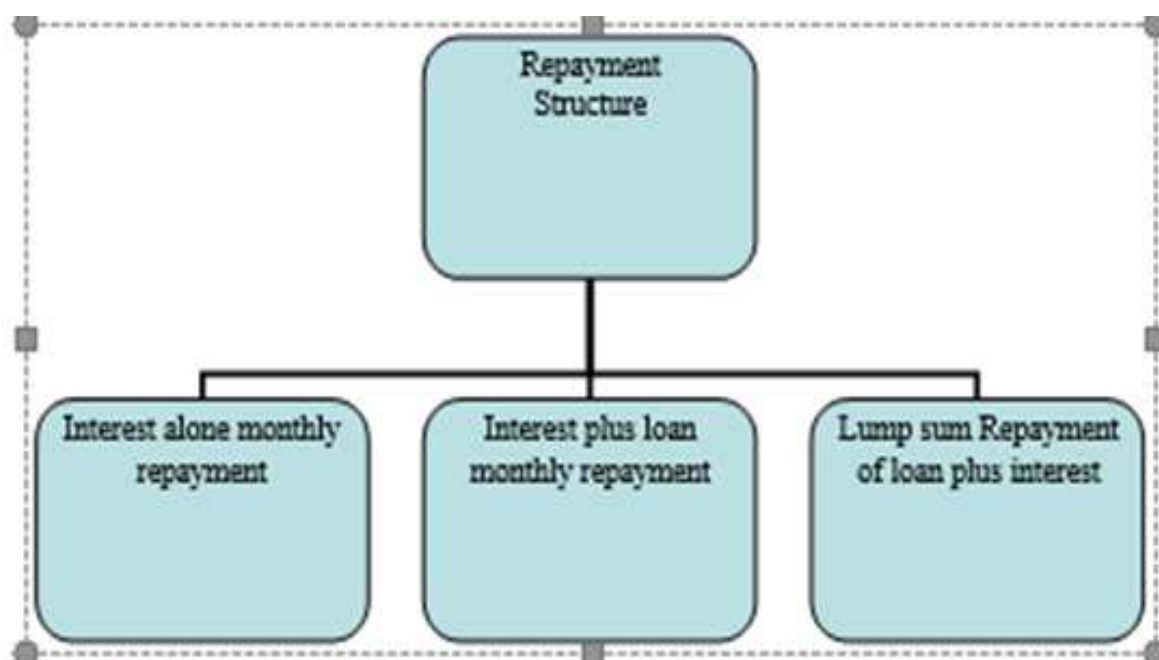 Repayment
Structure
Interest alone monthly
repayment
Interest plus loan
monthly repayment
Lump sum Repayment
of loan plus interest